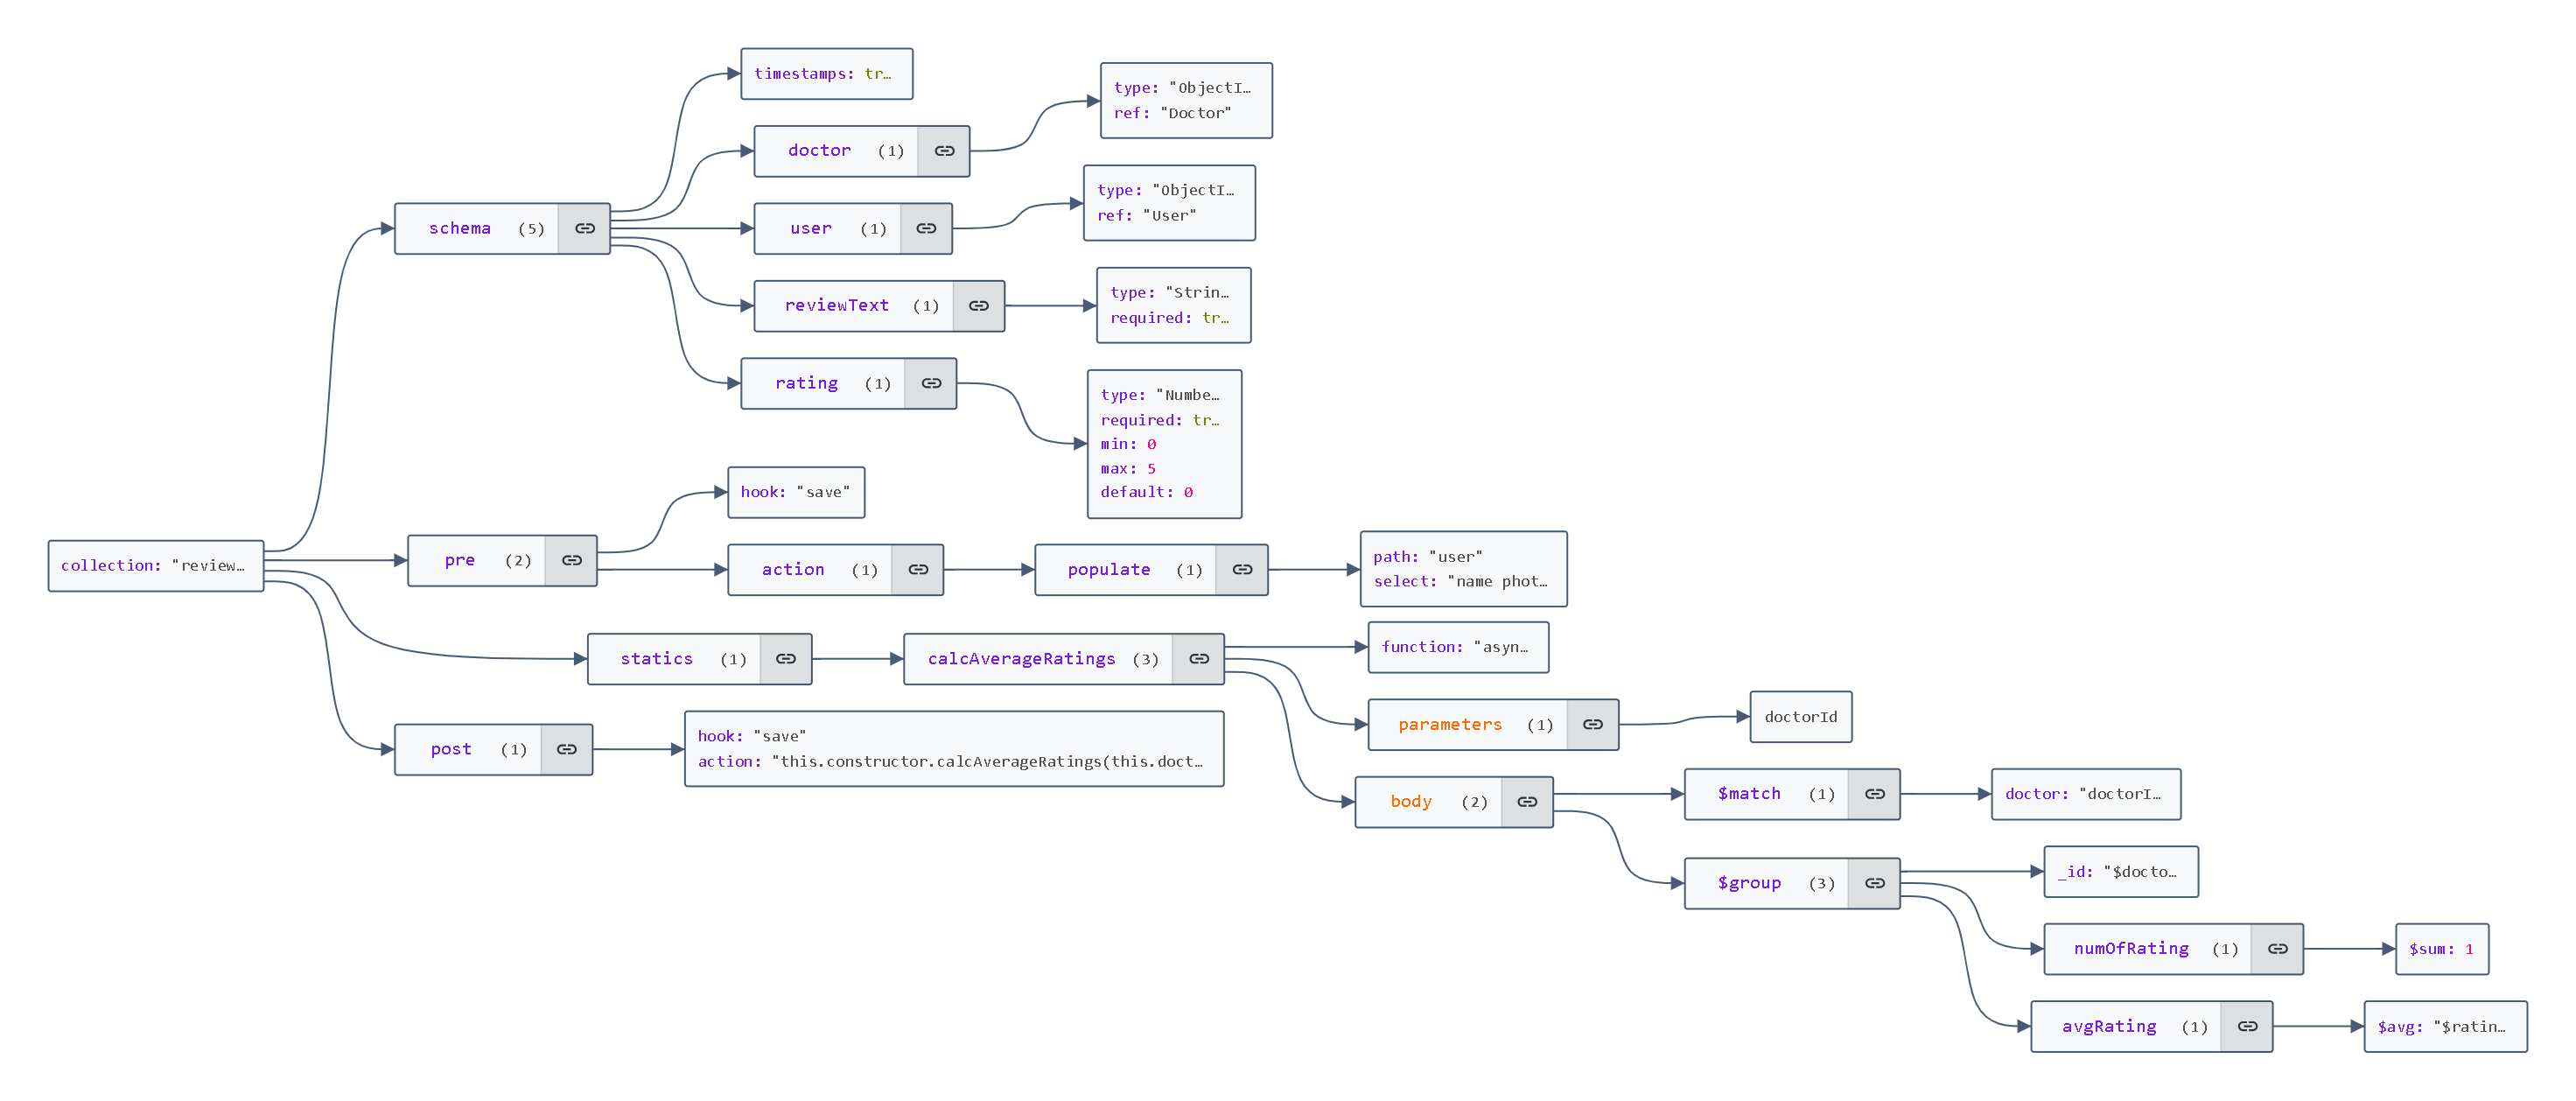 timestamps: tr…
type: "ObjectI…
ref: "Doctor"
doctor (1)
type: "ObjectI…
ref: "User"
schema (5)
user (1)
type: "Strin…
required: tr…
reviewText (1)
rating (1)
type: "Numbe…
required: tr…
min: 0
max: 5
default: 0
hook: "save"
collection: "review…
pre (2)
action (1)
populate (1)
path: "user"
select: "name phot…
statics (1)
calcAverageRatings (3)
function: "asyn…
parameters (1)
doctorId
post (1)
hook: "save"
action: "this.constructor.calcAverageRatings(this.doct…
body (2)
$match (1)
doctor: "doctorI…
$group (3)
_id: "$docto…
numOfRating (1)
$sum: 1
avgRating (1)
$avg: "$ratin…